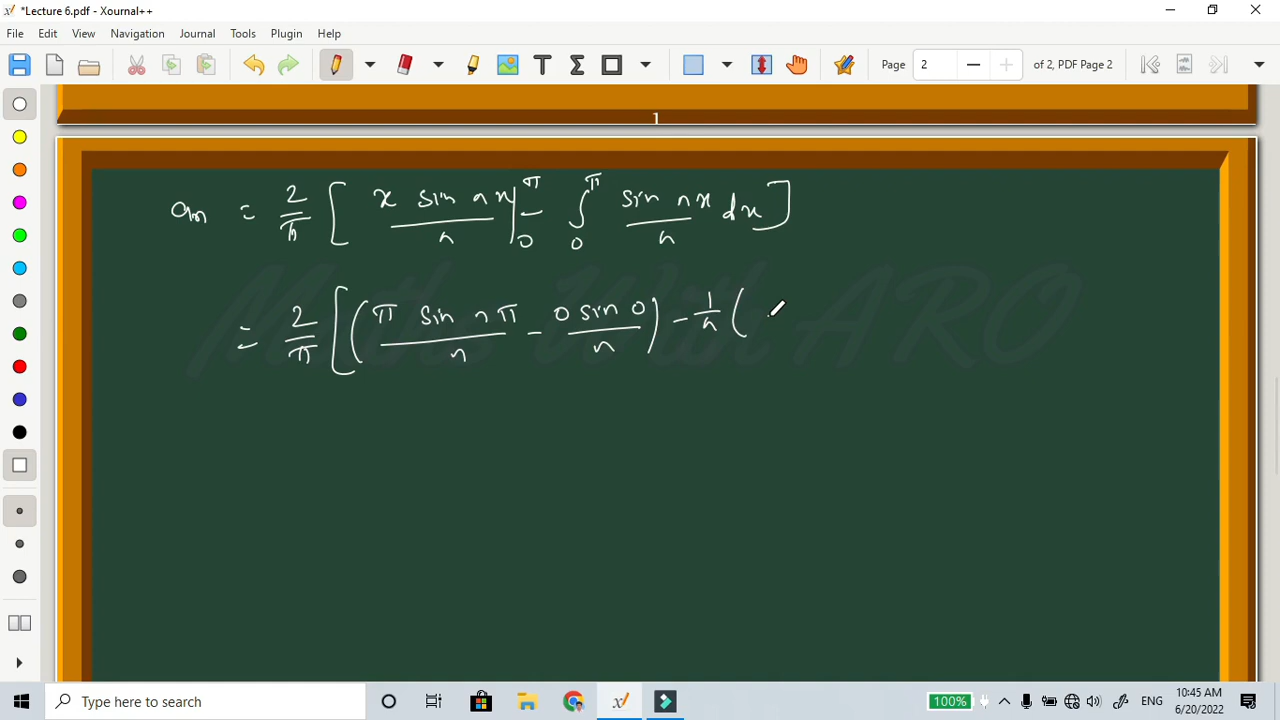 *Lecture 6.pdf - Xournal++
File Edit View Navigation Journal Tools Plugin Help
Page 2 of 2, PDF Page 2
1
aₙ = 2/π [ x sin nx / n |₀^π - ∫₀^π sin nx / n dx ]
= 2/π [ ( π sin nπ / n - 0 sin 0 / n ) - 1/n (
Type here to search
100% ENG 10:45 AM
6/20/2022